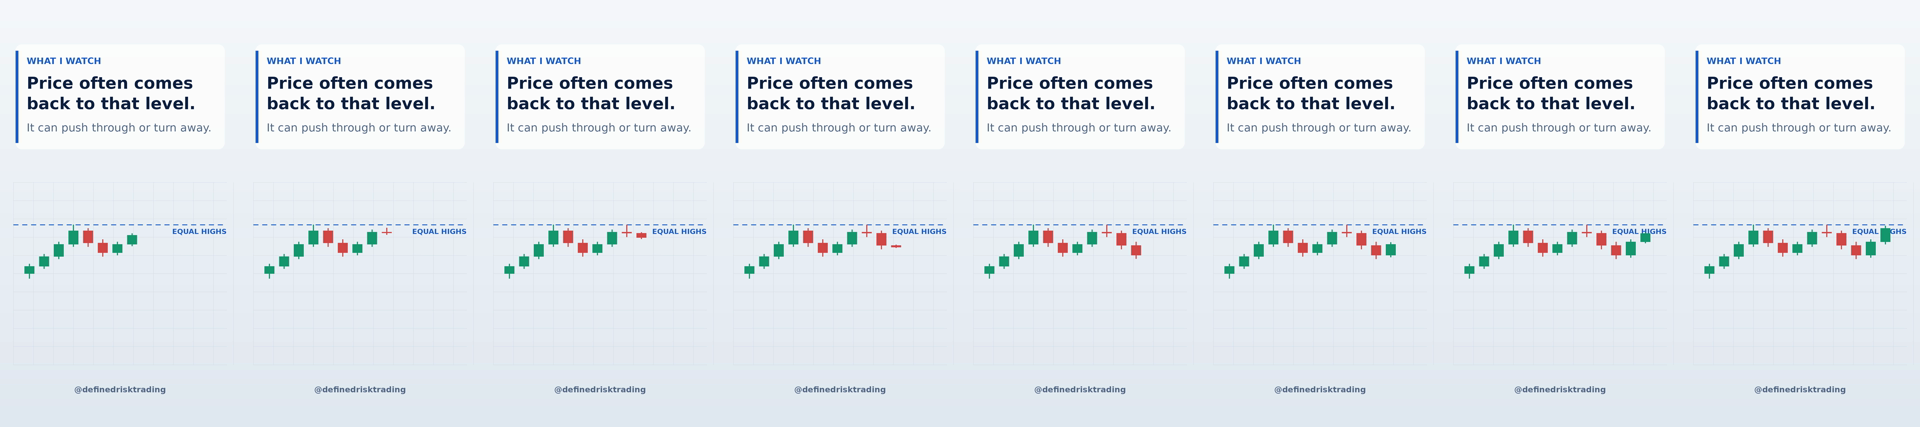 WHAT I WATCH
Price often comes
back to that level.
It can push through or turn away.
EQUAL HIGHS
@definedrisktrading
WHAT I WATCH
Price often comes
back to that level.
It can push through or turn away.
EQUAL HIGHS
@definedrisktrading
WHAT I WATCH
Price often comes
back to that level.
It can push through or turn away.
EQUAL HIGHS
@definedrisktrading
WHAT I WATCH
Price often comes
back to that level.
It can push through or turn away.
EQUAL HIGHS
@definedrisktrading
WHAT I WATCH
Price often comes
back to that level.
It can push through or turn away.
EQUAL HIGHS
@definedrisktrading
WHAT I WATCH
Price often comes
back to that level.
It can push through or turn away.
EQUAL HIGHS
@definedrisktrading
WHAT I WATCH
Price often comes
back to that level.
It can push through or turn away.
EQUAL HIGHS
@definedrisktrading
WHAT I WATCH
Price often comes
back to that level.
It can push through or turn away.
EQUAL HIGHS
@definedrisktrading